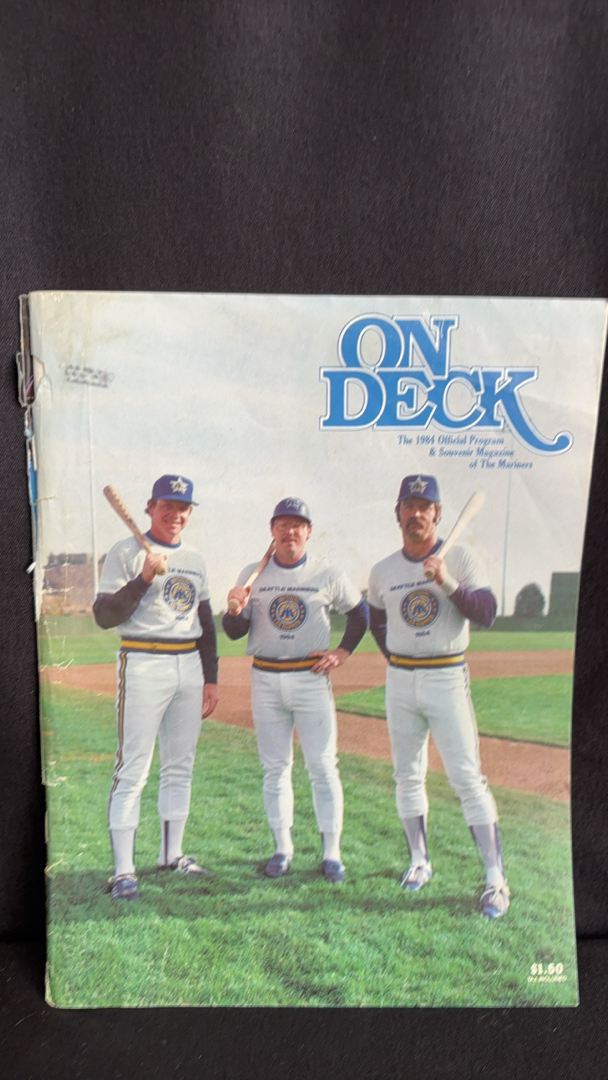 ON
DECK
The 1984 Official Program
& Souvenir Magazine
of The Mariners
SEATTLE MARINERS
SEATTLE MARINERS
1984
SEATTLE MARINERS
1984
$1.50